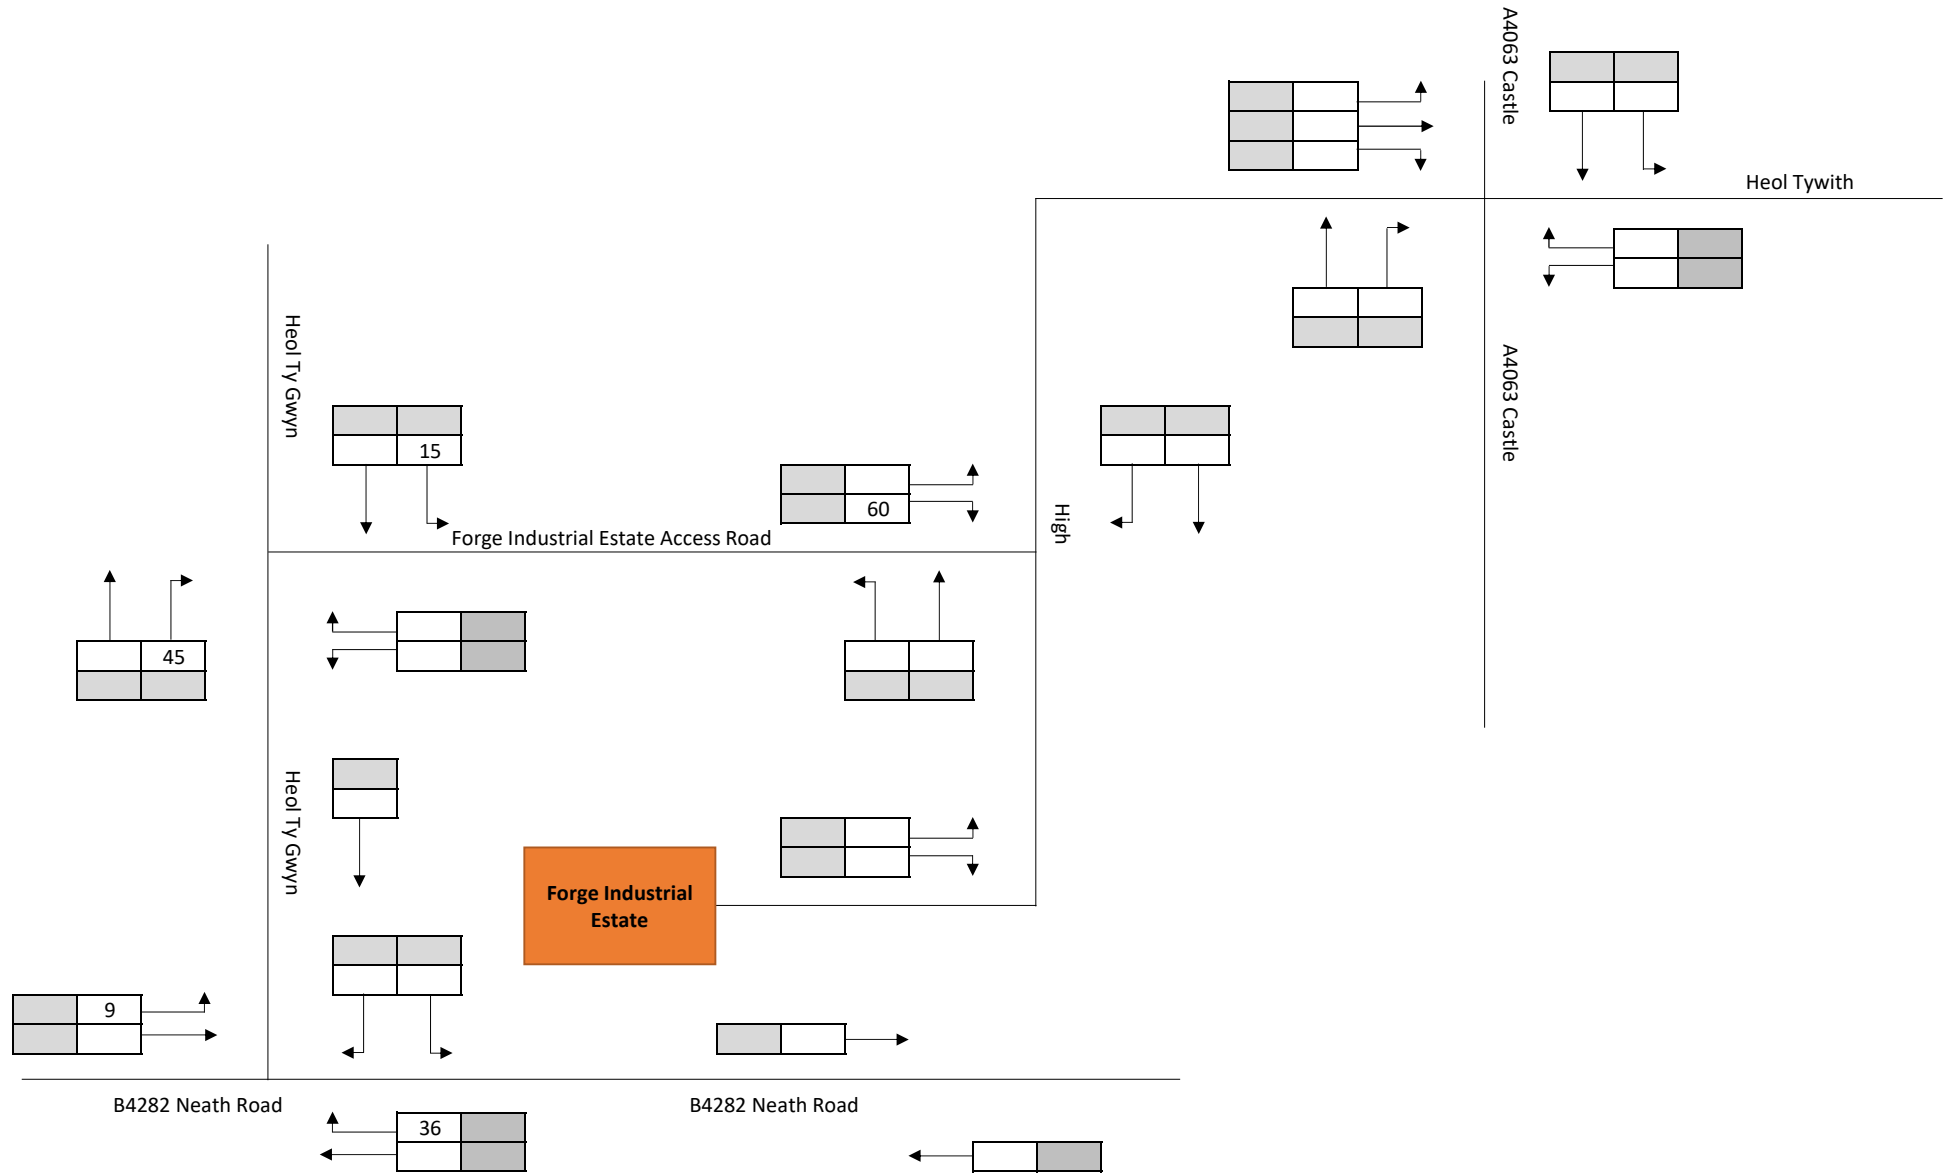 A4063 Castle
Heol Tywith
Heol Ty Gwyn
15
60
High
A4063 Castle
Forge Industrial Estate Access Road
45
Heol Ty Gwyn
Forge Industrial
Estate
9
B4282 Neath Road
B4282 Neath Road
36